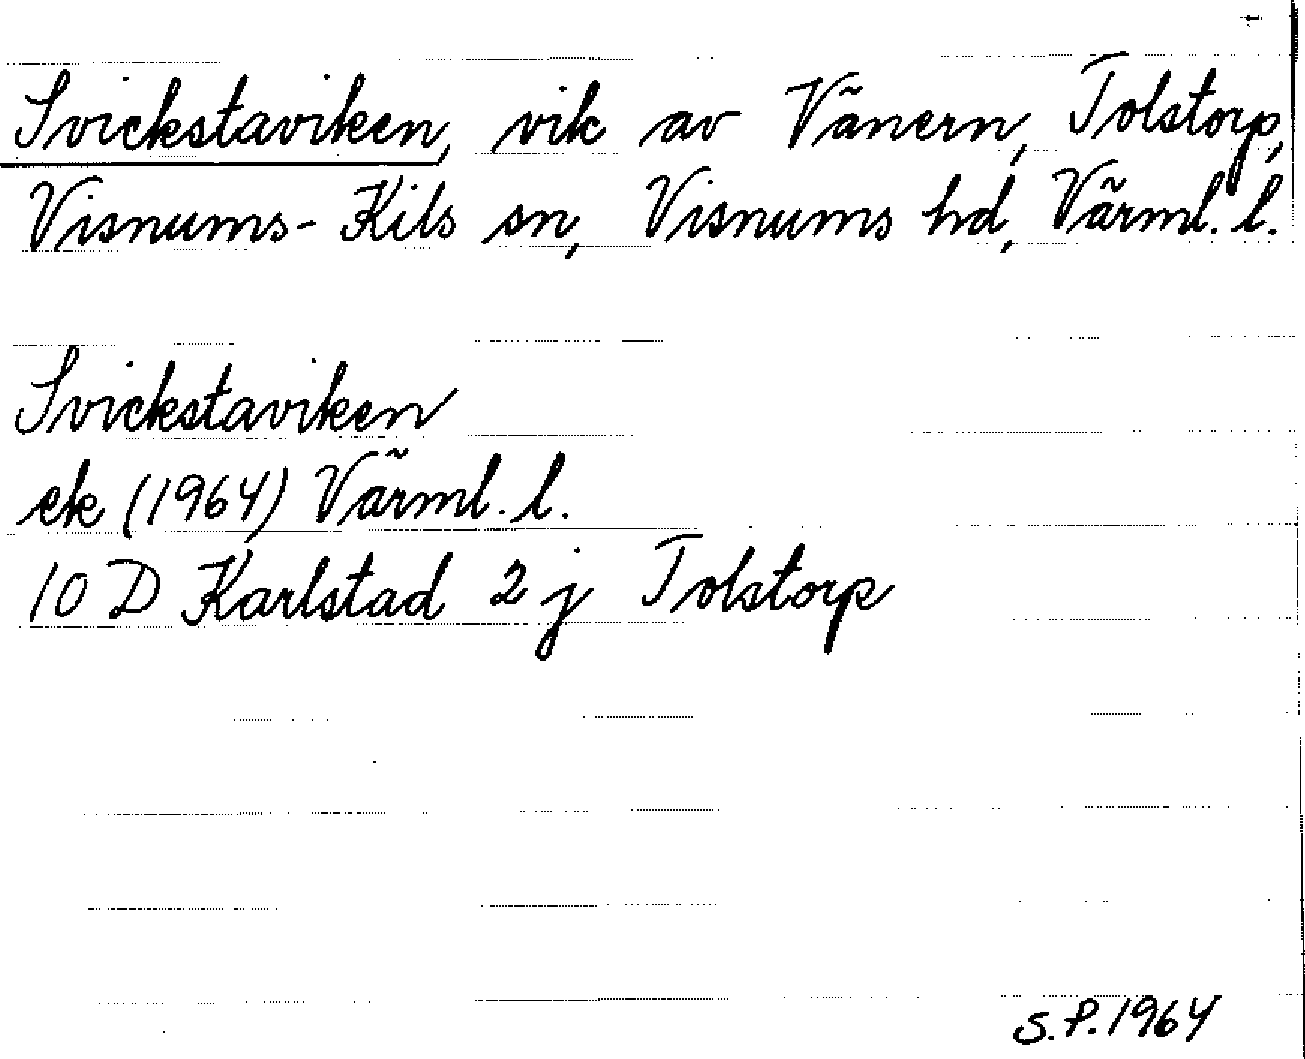 Svickstaviken, vik av Vänern, Tolstorp,
Visnums-Kils sn, Visnums hd, Värml. l.
Svickstaviken
ek (1964) Värml. l.
10 D Karlstad 2 j Tolstorp
S.P. 1964